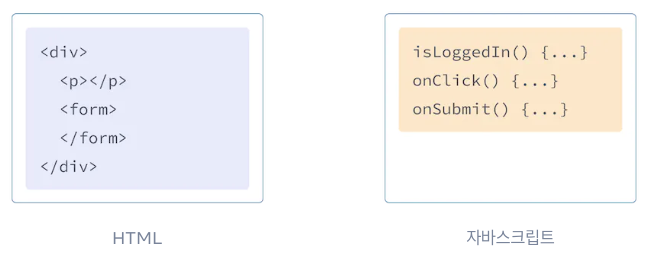 <div>
  <p></p>
  <form>
  </form>
</div>
HTML
isLoggedIn() {...}
onClick() {...}
onSubmit() {...}
자바스크립트